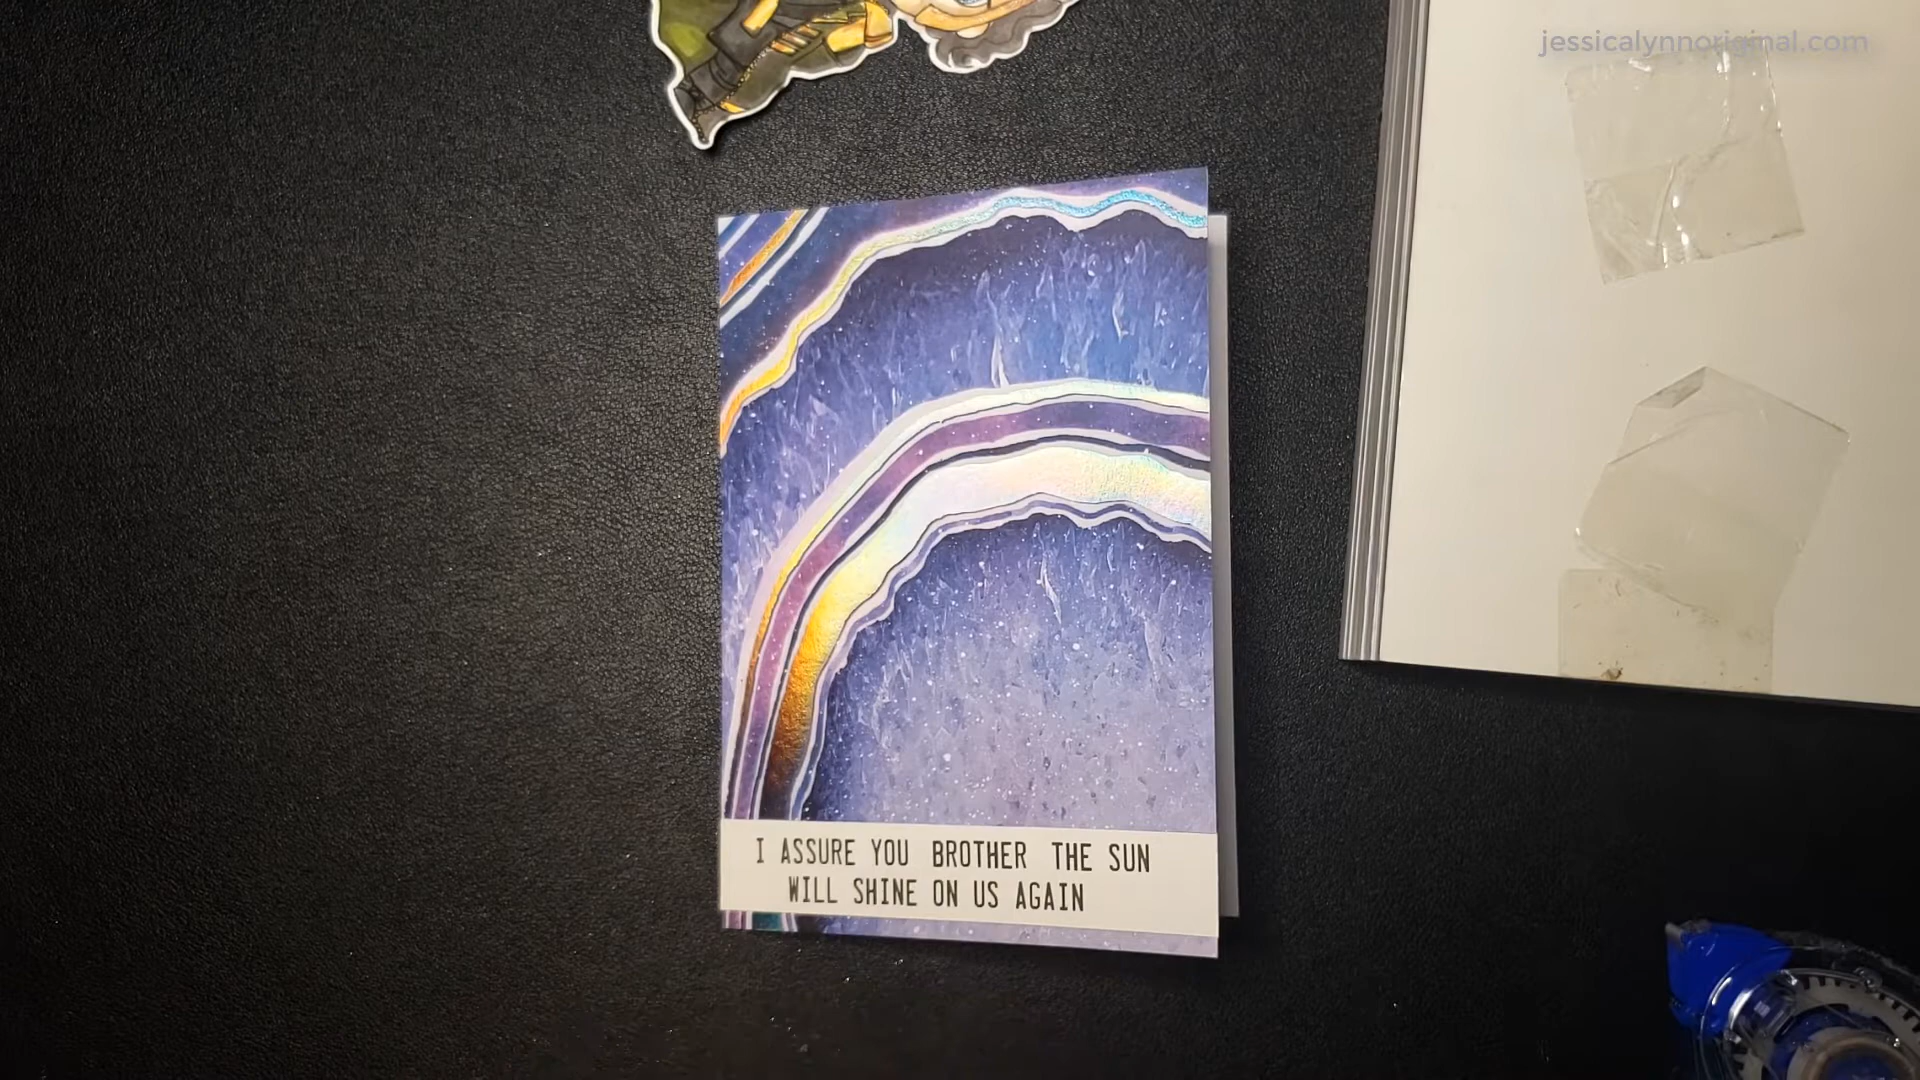 jessicalynnoriginal.com
I ASSURE YOU BROTHER THE SUN
WILL SHINE ON US AGAIN